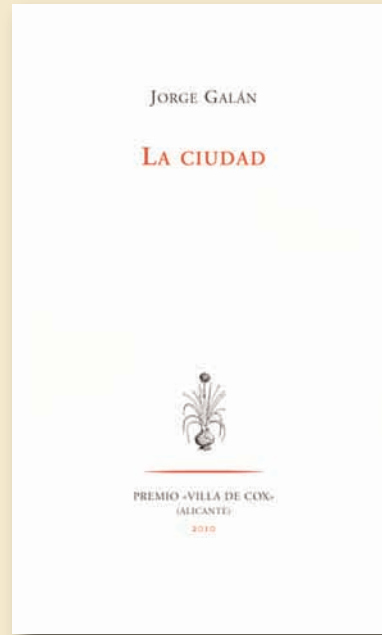 JORGE GALÁN
LA CIUDAD
PREMIO «VILLA DE COX»
(ALICANTE)
2010